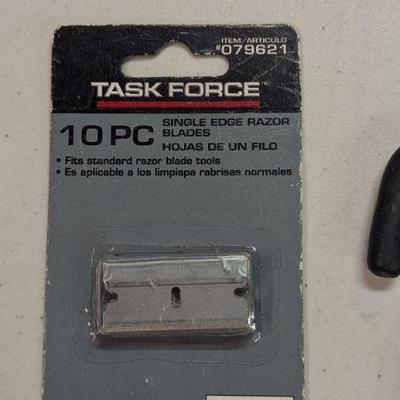 ITEM/ARTICULO
#079621
TASK FORCE
10 PC
SINGLE EDGE RAZOR
BLADES
HOJAS DE UN FILO
• Fits standard razor blade tools
• Es aplicable a los limpiapa rabrisas normales